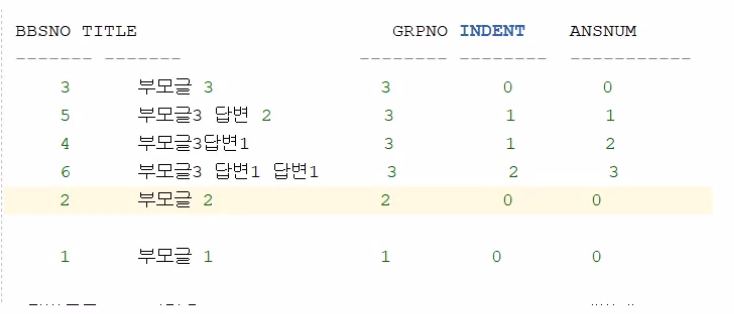 BBSNO TITLE GRPNO INDENT ANSNUM
------- ------- -------- -------- -----------
3 부모글 3 3 0 0
5 부모글3 답변 2 3 1 1
4 부모글3답변1 3 1 2
6 부모글3 답변1 답변1 3 2 3
2 부모글 2 2 0 0
1 부모글 1 1 0 0